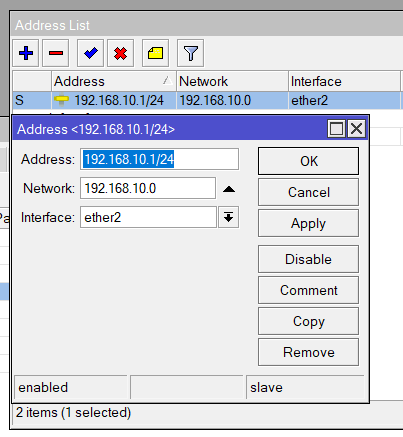 Address List
Address Network Interface
S 192.168.10.1/24 192.168.10.0 ether2
Address <192.168.10.1/24>
Address: 192.168.10.1/24 OK
Network: 192.168.10.0 Cancel
Interface: ether2 Apply
Disable
Comment
Copy
Remove
enabled slave
2 items (1 selected)